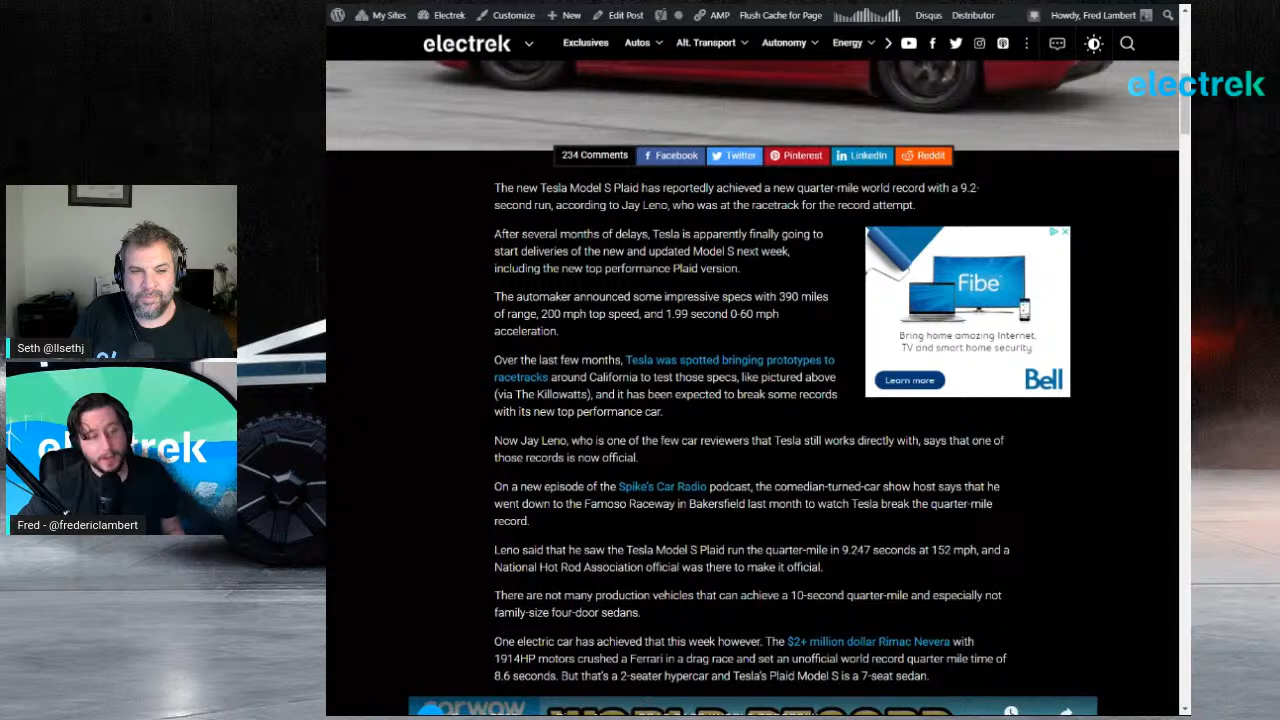 My Sites Electrek Customize New Edit Post AMP Flush Cache for Page Disqus Distributor Howdy, Fred Lambert
electrek Exclusives Autos Alt. Transport Autonomy Energy
electrek
234 Comments Facebook Twitter Pinterest LinkedIn Reddit
The new Tesla Model S Plaid has reportedly achieved a new quarter-mile world record with a 9.2-
second run, according to Jay Leno, who was at the racetrack for the record attempt.
After several months of delays, Tesla is apparently finally going to
start deliveries of the new and updated Model S next week,
including the new top performance Plaid version.
The automaker announced some impressive specs with 390 miles
of range, 200 mph top speed, and 1.99 second 0-60 mph
acceleration.
Over the last few months, Tesla was spotted bringing prototypes to
racetracks around California to test those specs, like pictured above
(via The Killowatts), and it has been expected to break some records
with its new top performance car.
Fibe
Bring home amazing Internet,
TV and smart home security.
Learn more Bell
Now Jay Leno, who is one of the few car reviewers that Tesla still works directly with, says that one of
those records is now official.
On a new episode of the Spike's Car Radio podcast, the comedian-turned-car show host says that he
went down to the Famoso Raceway in Bakersfield last month to watch Tesla break the quarter-mile
record.
Leno said that he saw the Tesla Model S Plaid run the quarter-mile in 9.247 seconds at 152 mph, and a
National Hot Rod Association official was there to make it official.
There are not many production vehicles that can achieve a 10-second quarter-mile and especially not
family-size four-door sedans.
One electric car has achieved that this week however. The $2+ million dollar Rimac Nevera with
1914HP motors crushed a Ferrari in a drag race and set an unofficial world record quarter mile time of
8.6 seconds. But that's a 2-seater hypercar and Tesla's Plaid Model S is a 7-seat sedan.
Seth @llsethj
Fred - @fredericlambert